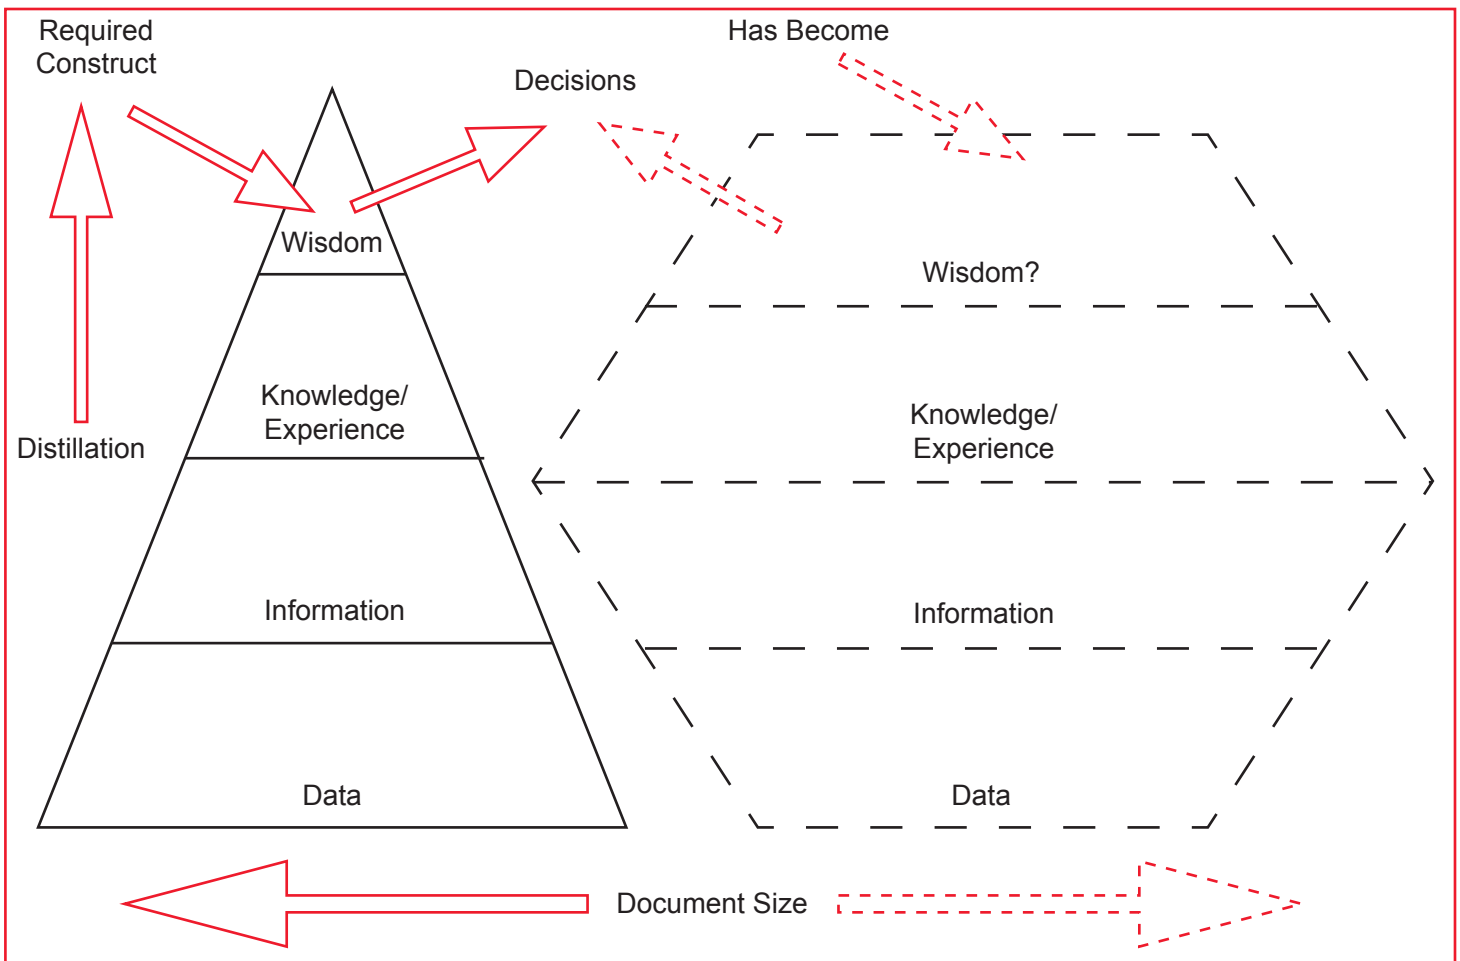 Required
Construct
Has Become
Decisions
Wisdom
Wisdom?
Knowledge/
Experience
Knowledge/
Experience
Distillation
Information
Information
Data
Data
Document Size